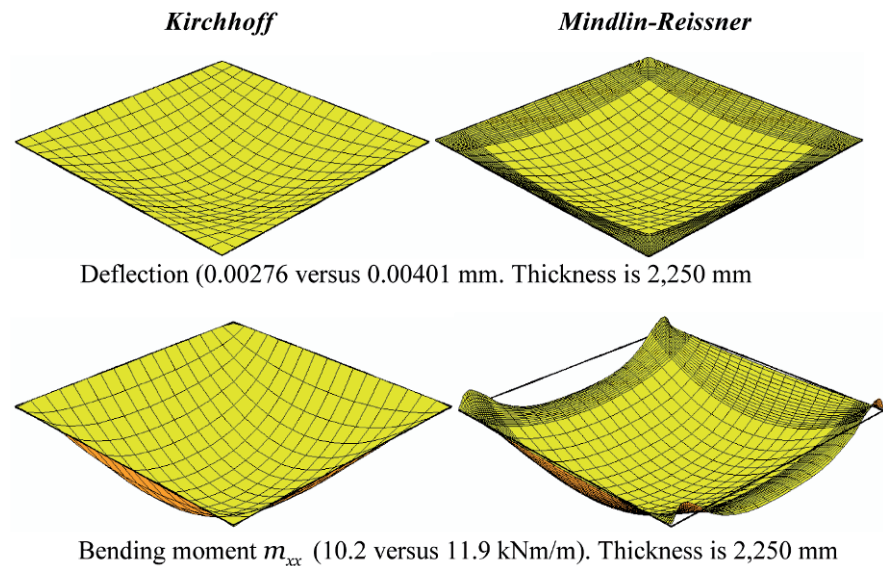 Kirchhoff
Mindlin-Reissner
Deflection (0.00276 versus 0.00401 mm. Thickness is 2,250 mm
Bending moment mxx (10.2 versus 11.9 kNm/m). Thickness is 2,250 mm